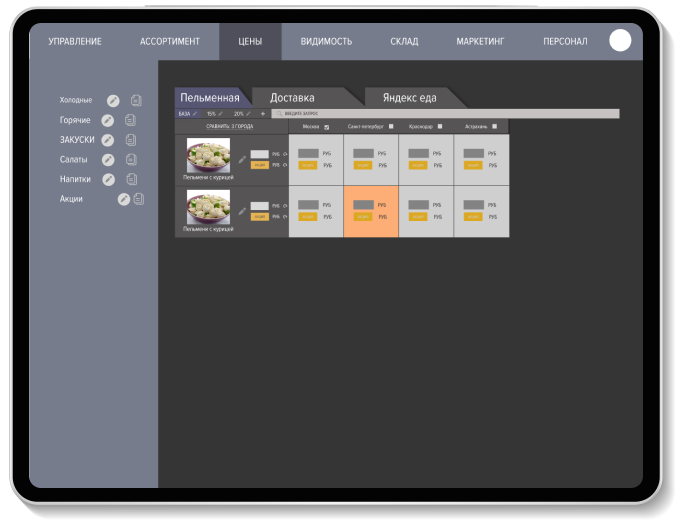 УПРАВЛЕНИЕ АССОРТИМЕНТ ЦЕНЫ ВИДИМОСТЬ СКЛАД МАРКЕТИНГ ПЕРСОНАЛ
Холодные
Горячие
ЗАКУСКИ
Салаты
Напитки
Акции
Пельменная Доставка Яндекс еда
БАЗА 15% 20% + ВВЕДИТЕ ЗАПРОС
СРАВНИТЬ 3 ГОРОДА Москва Санкт-петербург Краснодар Астрахань
РУБ РУБ РУБ РУБ РУБ
РУБ РУБ РУБ РУБ РУБ
Пельмени с курицей
РУБ РУБ РУБ РУБ РУБ
РУБ РУБ РУБ РУБ РУБ
Пельмени с курицей